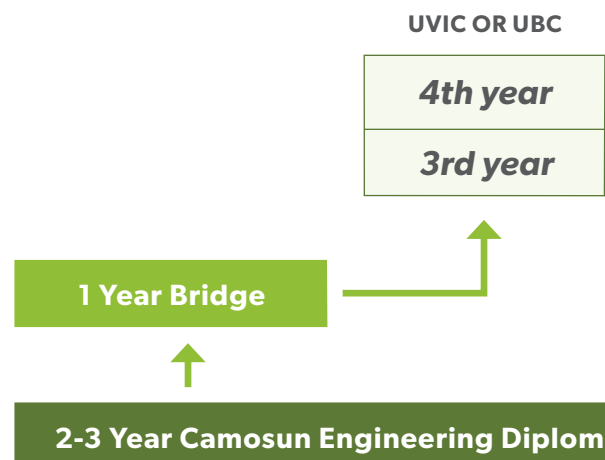 UVIC OR UBC
4th year
3rd year
1 Year Bridge
2-3 Year Camosun Engineering Diplom